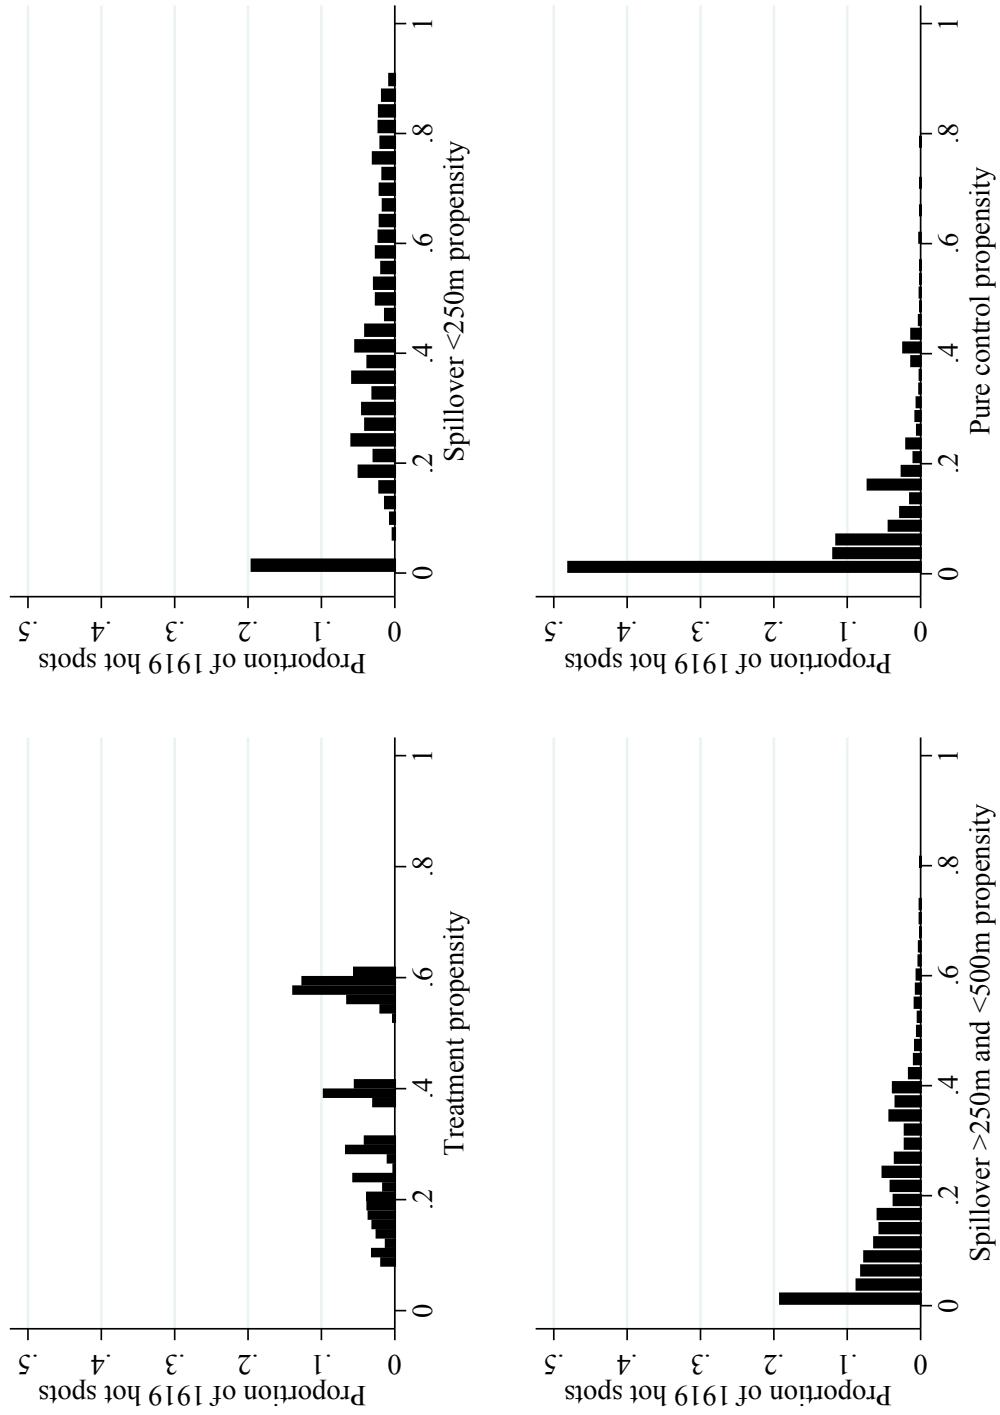 Proportion of 1919 hot spots
.5
.4
.3
.2
.1
0
0 .2 .4 .6 .8 1
Treatment propensity
Proportion of 1919 hot spots
.5
.4
.3
.2
.1
0
0 .2 .4 .6 .8 1
Spillover <250m propensity
Proportion of 1919 hot spots
.5
.4
.3
.2
.1
0
0 .2 .4 .6 .8 1
Spillover >250m and <500m propensity
Proportion of 1919 hot spots
.5
.4
.3
.2
.1
0
0 .2 .4 .6 .8 1
Pure control propensity